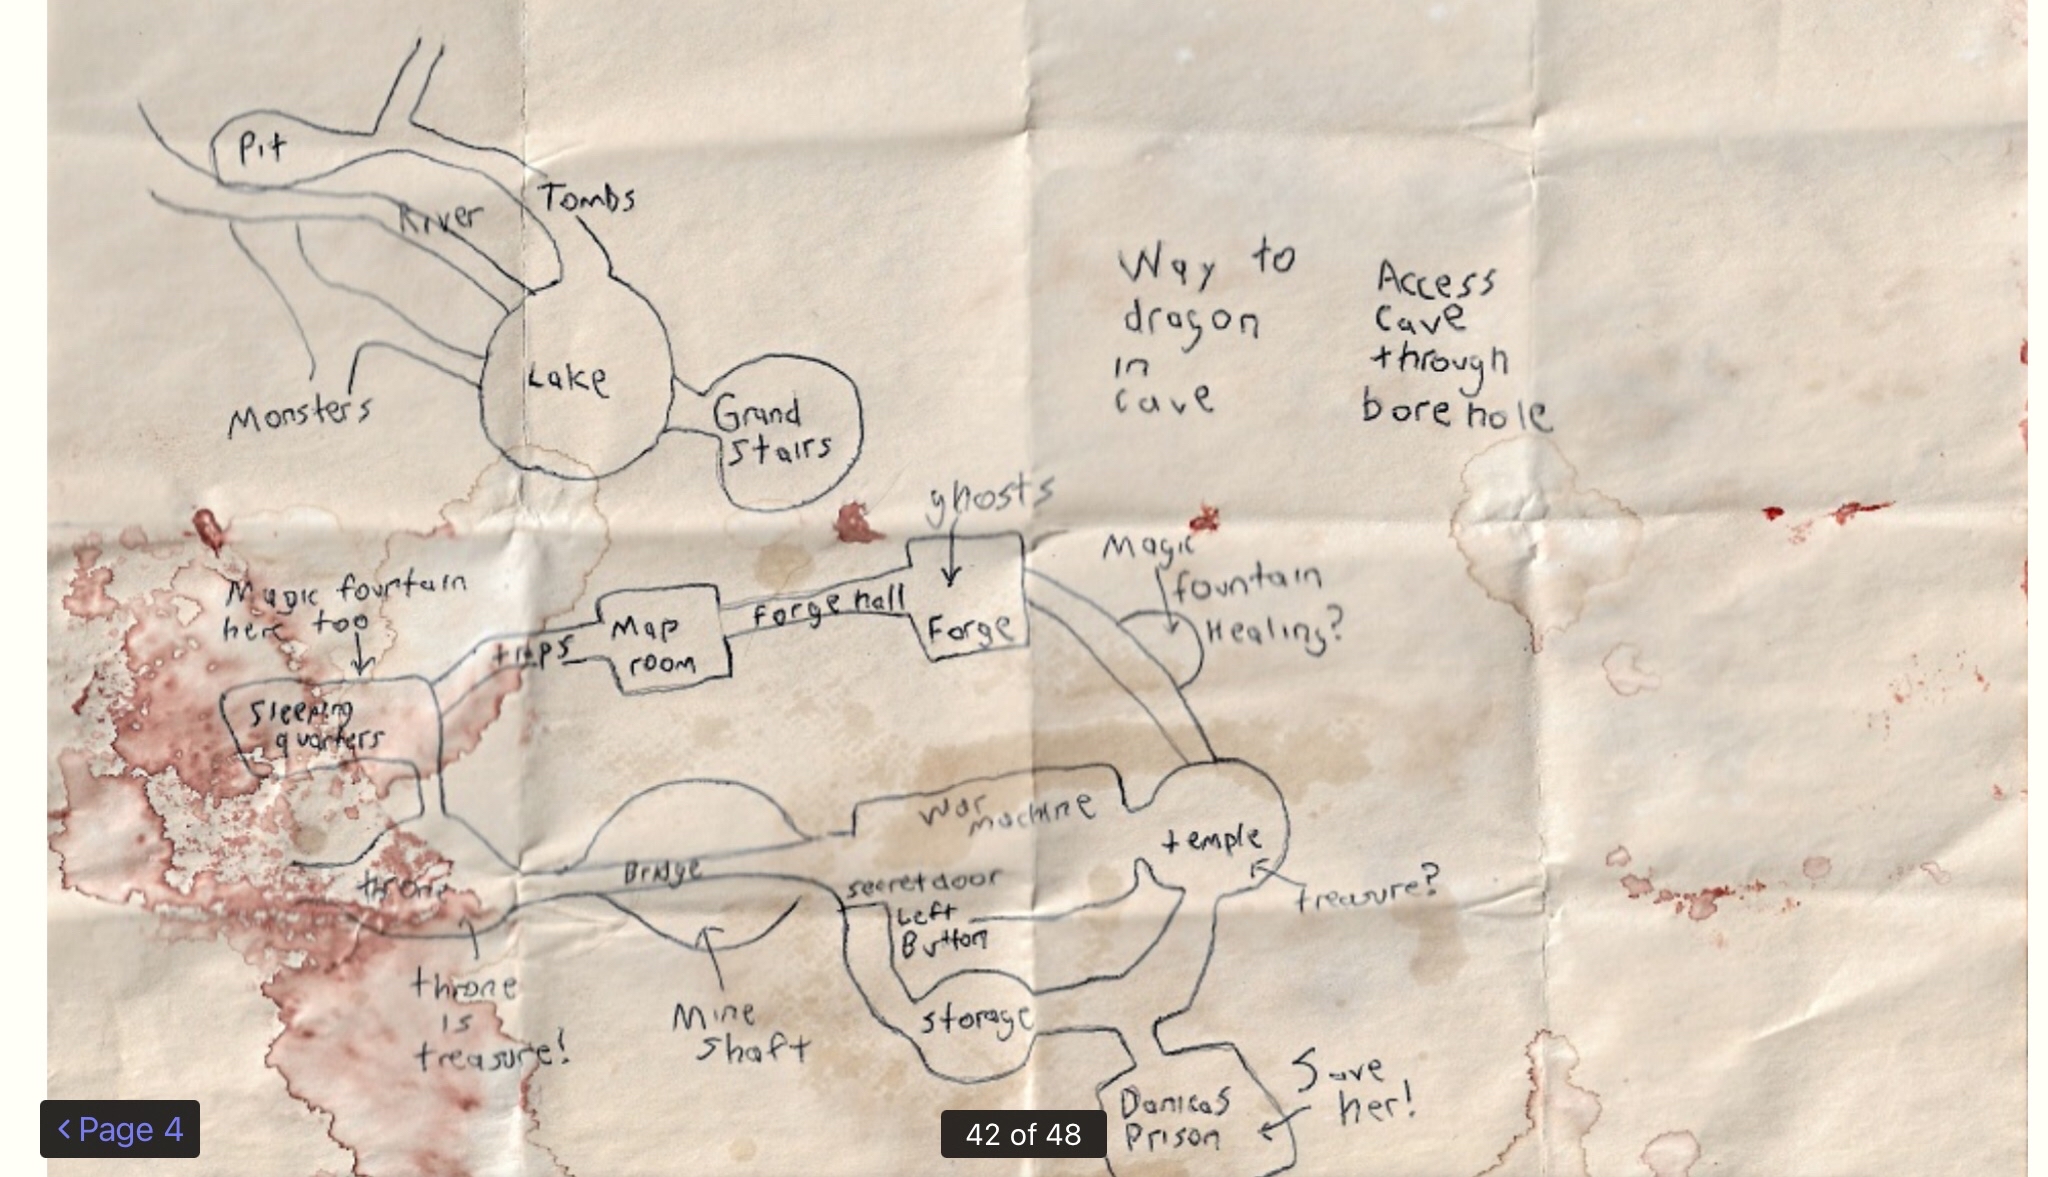 Pit
River
Tombs
Lake
Monsters
Grand
Stairs
Way to
dragon
in
cave
Access
cave
through
bore hole
ghosts
Magic
fountain
Healing?
Magic fountain
here too
traps
Map
room
Forge hall
Forge
Sleeping
quarters
War
machine
temple
treasure?
Bridge
secret door
Left
Button
throne
throne
is
treasure!
Mine
shaft
storage
Danicas
Prison
Save
her!
< Page 4
42 of 48